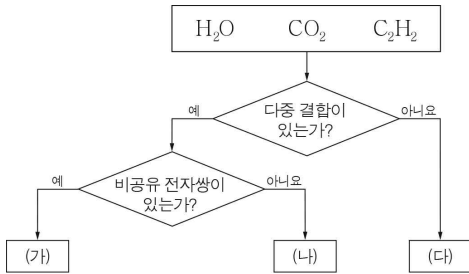 H₂O CO₂ C₂H₂
다중 결합이
있는가?
예
아니요
비공유 전자쌍이
있는가?
예
아니요
(가)
(나)
(다)